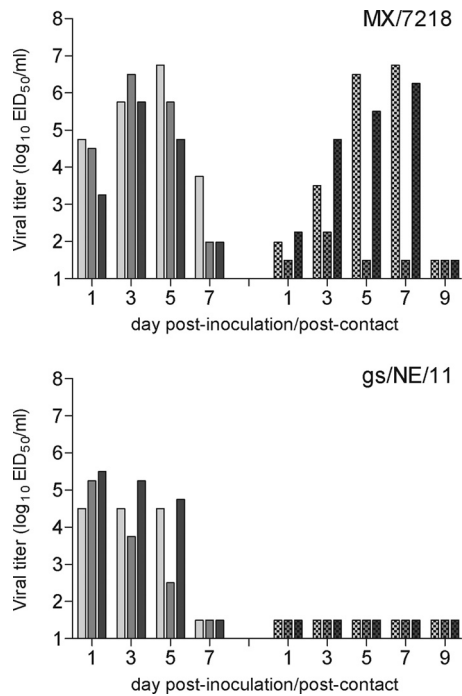 MX/7218
8
7
6
5
4
3
2
1
Viral titer (log10 EID50/ml)
1 3 5 7 1 3 5 7 9
day post-inoculation/post-contact
gs/NE/11
8
7
6
5
4
3
2
1
Viral titer (log10 EID50/ml)
1 3 5 7 1 3 5 7 9
day post-inoculation/post-contact